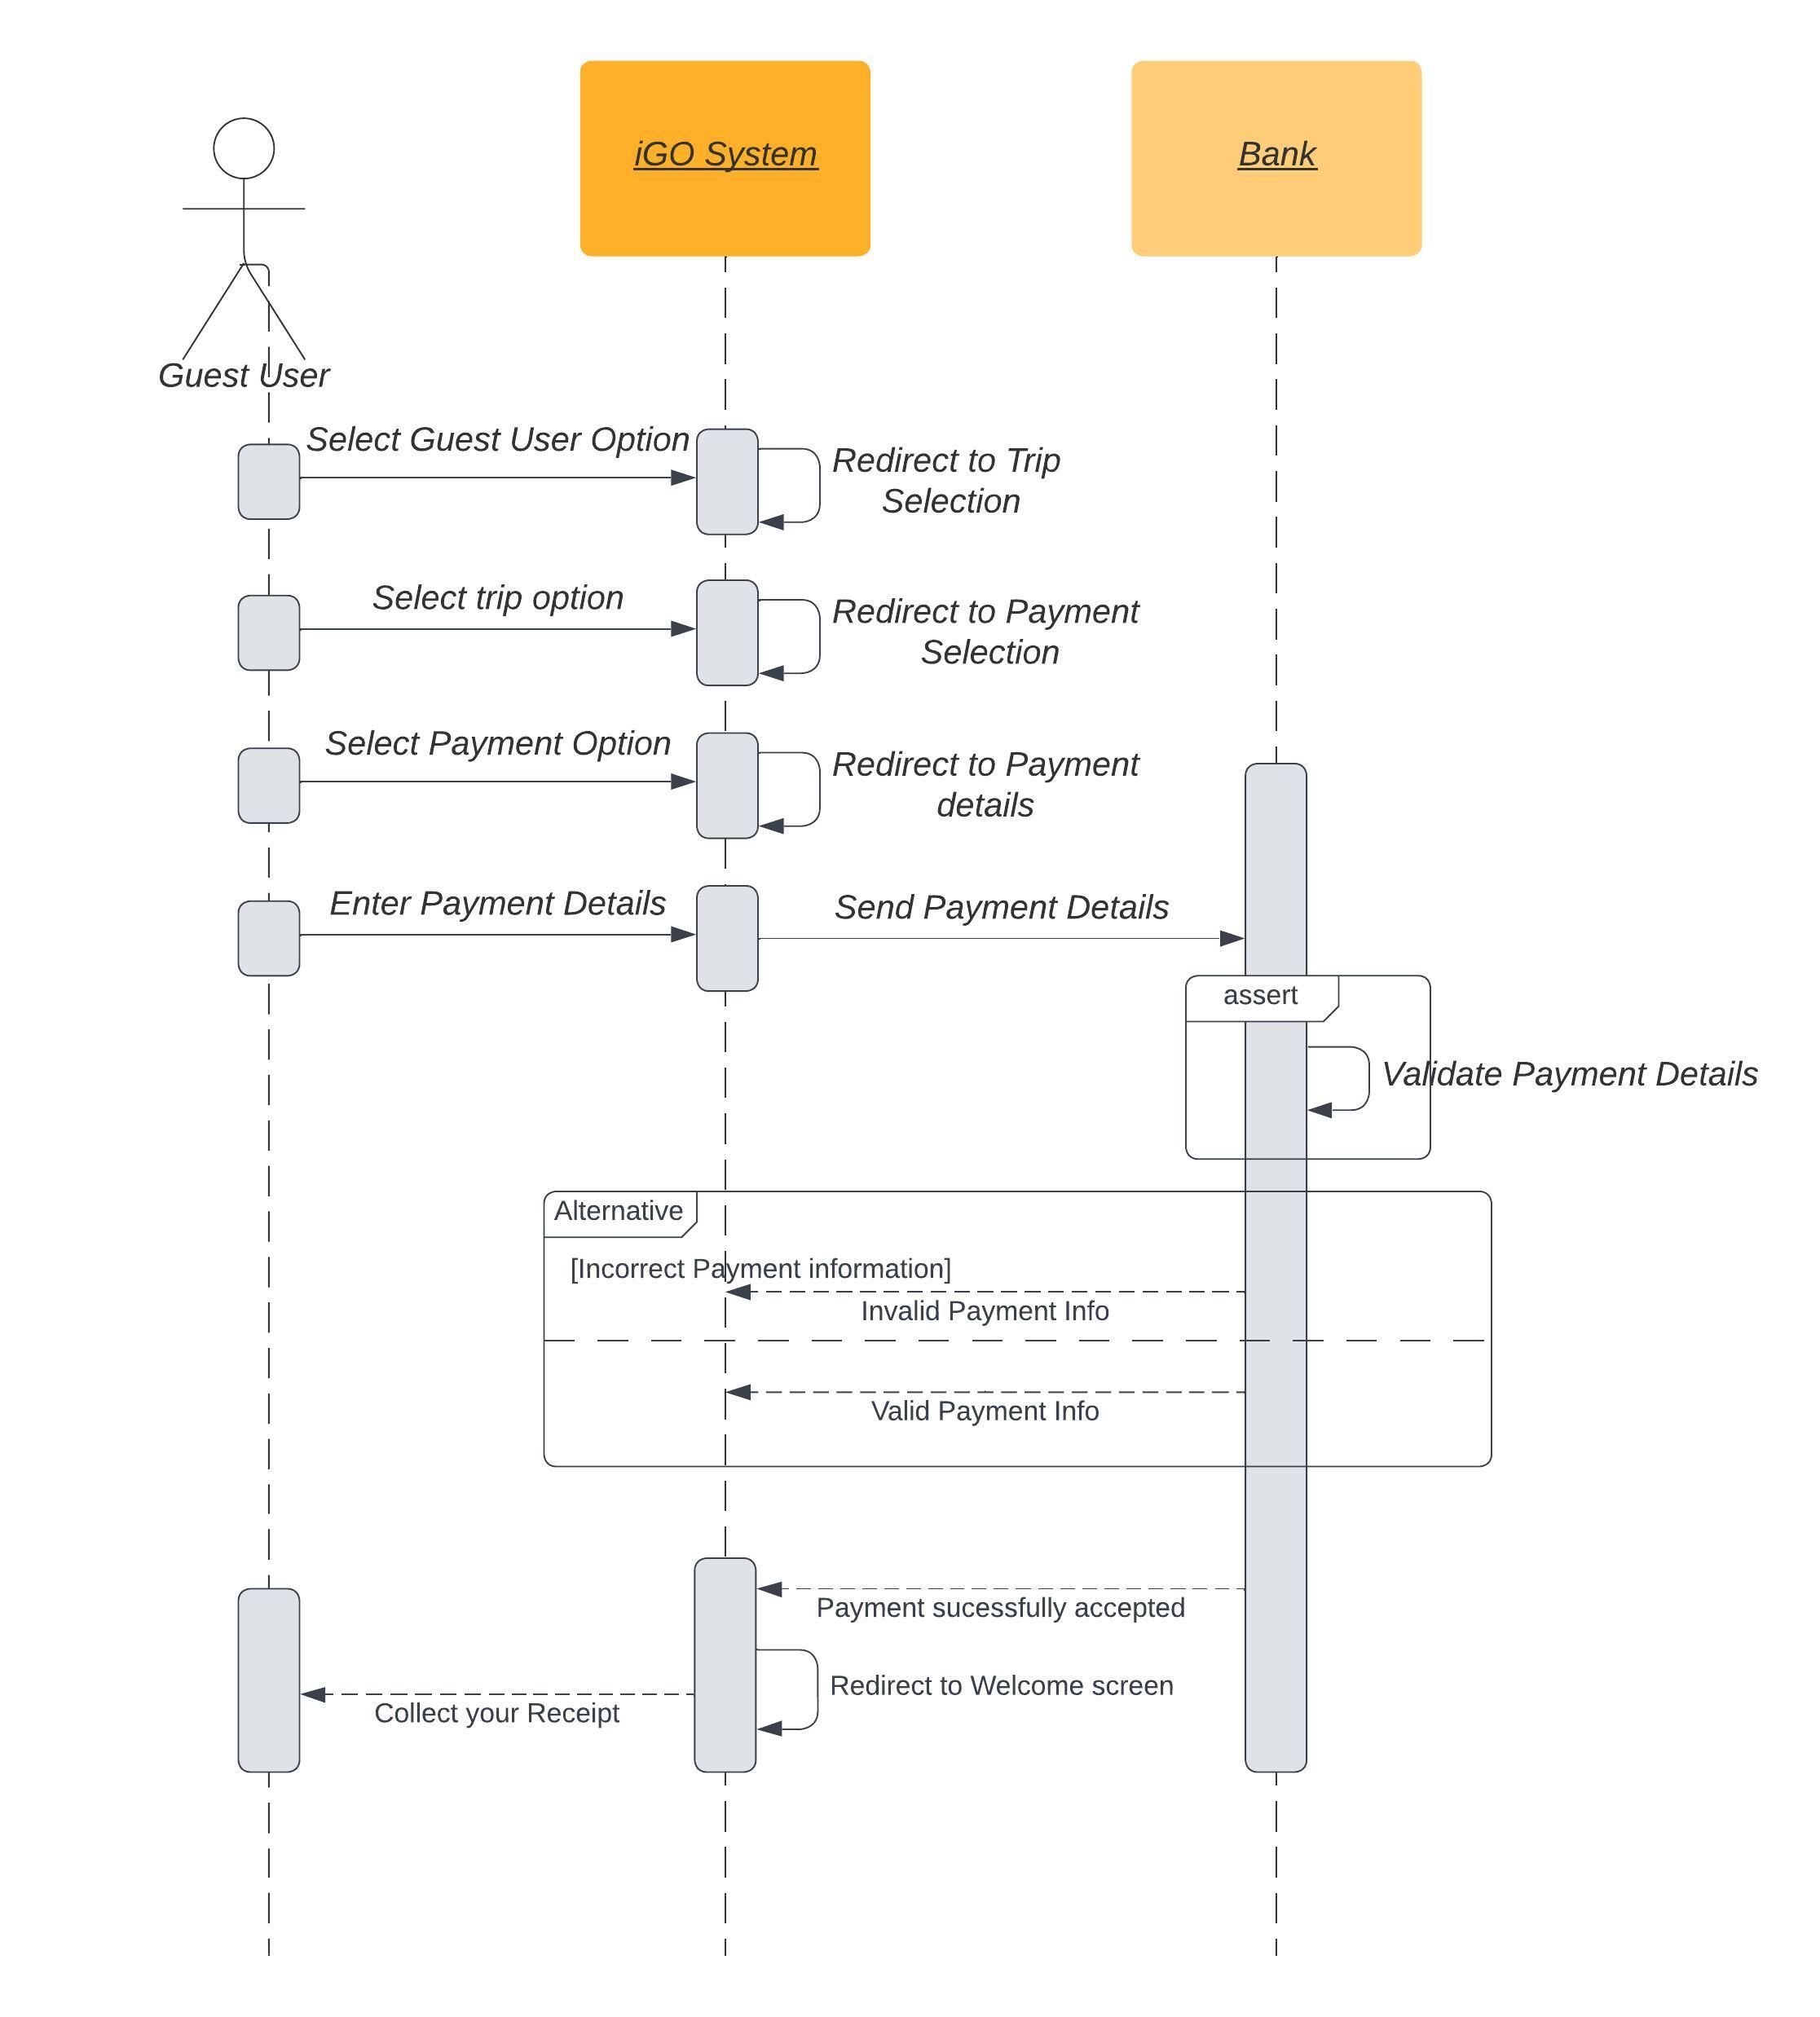 iGO System
Bank
Guest User
Select Guest User Option
Redirect to Trip
Selection
Select trip option
Redirect to Payment
Selection
Select Payment Option
Redirect to Payment
details
Enter Payment Details
Send Payment Details
assert
Validate Payment Details
Alternative
[Incorrect Payment information]
Invalid Payment Info
Valid Payment Info
Payment sucessfully accepted
Redirect to Welcome screen
Collect your Receipt